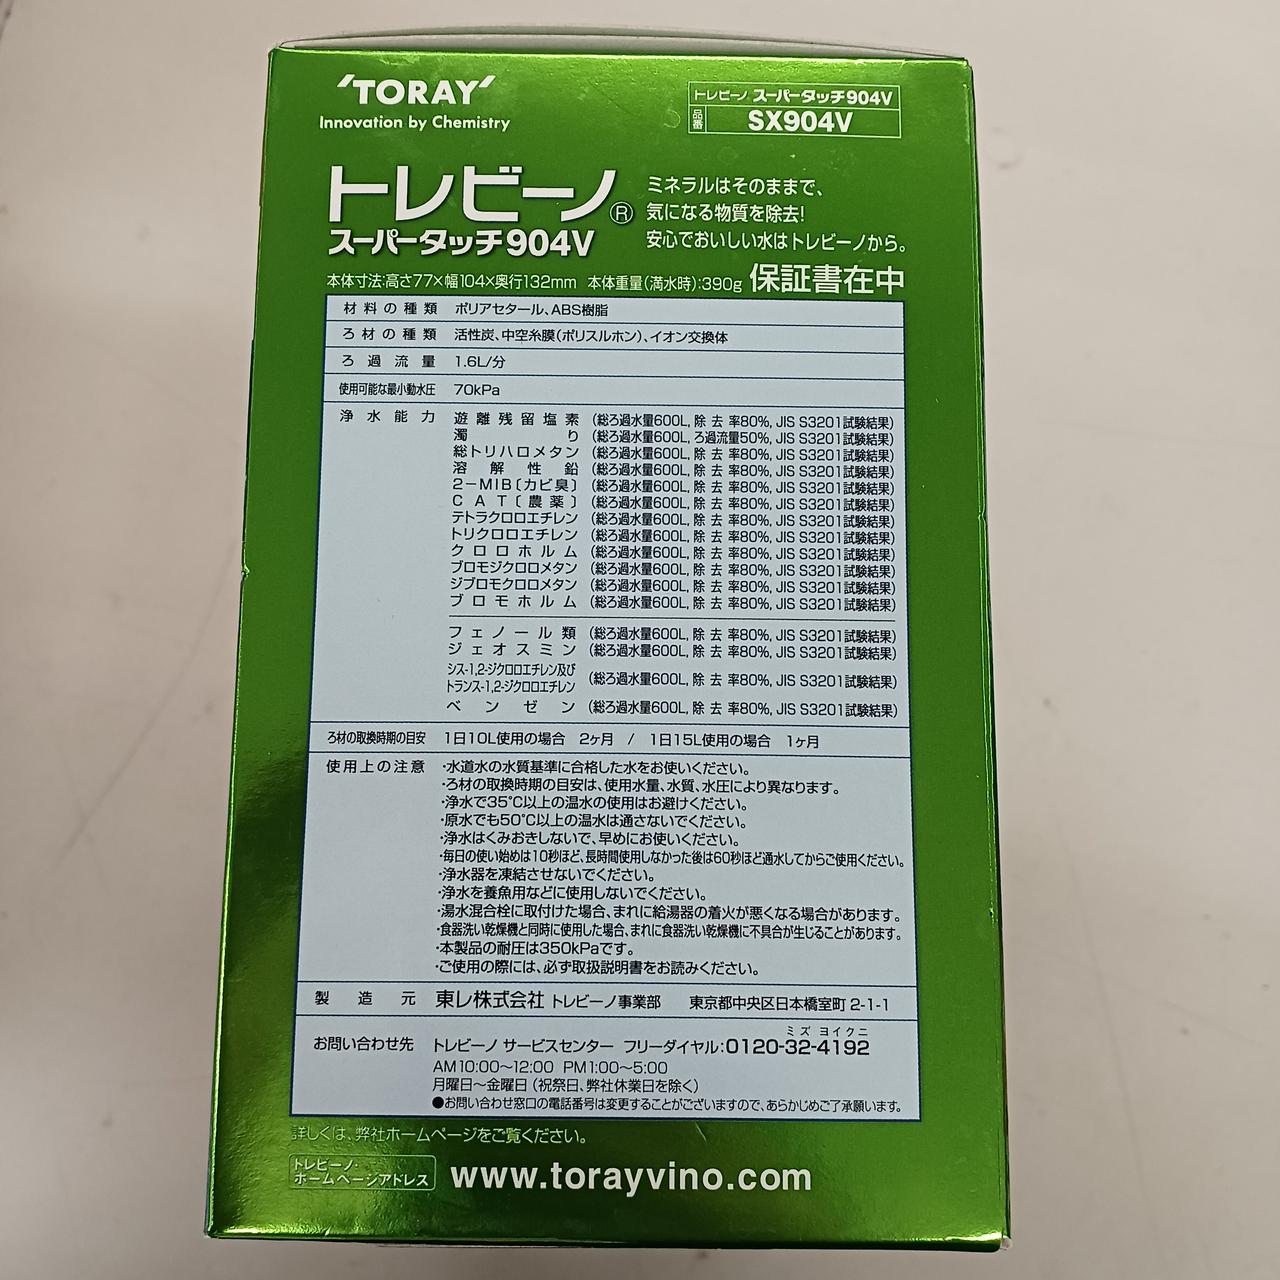 'TORAY'
Innovation by Chemistry
トレビーノ スーパータッチ904V
品番 SX904V
トレビーノ®
スーパータッチ904V
ミネラルはそのままで、
気になる物質を除去!
安心でおいしい水はトレビーノから。
本体寸法:高さ77×幅104×奥行132mm 本体重量(満水時):390g 保証書在中
材料の種類 ポリアセタール、ABS樹脂
ろ材の種類 活性炭、中空糸膜(ポリスルホン)、イオン交換体
ろ過流量 1.6L/分
使用可能な最小動水圧 70kPa
浄水能力 遊離残留塩素 (総ろ過水量600L, 除去率80%, JIS S3201試験結果)
濁り (総ろ過水量600L, ろ過流量50%, JIS S3201試験結果)
総トリハロメタン (総ろ過水量600L, 除去率80%, JIS S3201試験結果)
溶解性鉛 (総ろ過水量600L, 除去率80%, JIS S3201試験結果)
2-MIB〔カビ臭〕 (総ろ過水量600L, 除去率80%, JIS S3201試験結果)
CAT〔農薬〕 (総ろ過水量600L, 除去率80%, JIS S3201試験結果)
テトラクロロエチレン (総ろ過水量600L, 除去率80%, JIS S3201試験結果)
トリクロロエチレン (総ろ過水量600L, 除去率80%, JIS S3201試験結果)
クロロホルム (総ろ過水量600L, 除去率80%, JIS S3201試験結果)
ブロモジクロロメタン (総ろ過水量600L, 除去率80%, JIS S3201試験結果)
ジブロモクロロメタン (総ろ過水量600L, 除去率80%, JIS S3201試験結果)
ブロモホルム (総ろ過水量600L, 除去率80%, JIS S3201試験結果)
フェノール類 (総ろ過水量600L, 除去率80%, JIS S3201試験結果)
ジェオスミン (総ろ過水量600L, 除去率80%, JIS S3201試験結果)
シス-1,2-ジクロロエチレン及び
トランス-1,2-ジクロロエチレン (総ろ過水量600L, 除去率80%, JIS S3201試験結果)
ベンゼン (総ろ過水量600L, 除去率80%, JIS S3201試験結果)
ろ材の取換時期の目安 1日10L使用の場合 2ヶ月 / 1日15L使用の場合 1ヶ月
使用上の注意 ・水道水の水質基準に合格した水をお使いください。
・ろ材の取換時期の目安は、使用水量、水質、水圧により異なります。
・浄水で35℃以上の温水の使用はお避けください。
・原水でも50℃以上の温水は通さないでください。
・浄水はくみおきしないで、早めにお使いください。
・毎日の使い始めは10秒ほど、長時間使用しなかった後は60秒ほど通水してからご使用ください。
・浄水器を凍結させないでください。
・浄水を養魚用などに使用しないでください。
・湯水混合栓に取付けた場合、まれに給湯器の着火が悪くなる場合があります。
・食器洗い乾燥機と同時に使用した場合、まれに食器洗い乾燥機に不具合が生じることがあります。
・本製品の耐圧は350kPaです。
・ご使用の際には、必ず取扱説明書をお読みください。
製造元 東レ株式会社 トレビーノ事業部 東京都中央区日本橋室町2-1-1
ミズ ヨイクニ
お問い合わせ先 トレビーノ サービスセンター フリーダイヤル:0120-32-4192
AM10:00～12:00 PM1:00～5:00
月曜日～金曜日(祝祭日、弊社休業日を除く)
●お問い合わせ窓口の電話番号は変更することがございますので、あらかじめご了承願います。
詳しくは、弊社ホームページをご覧ください。
トレビーノ・
ホームページアドレス
www.torayvino.com